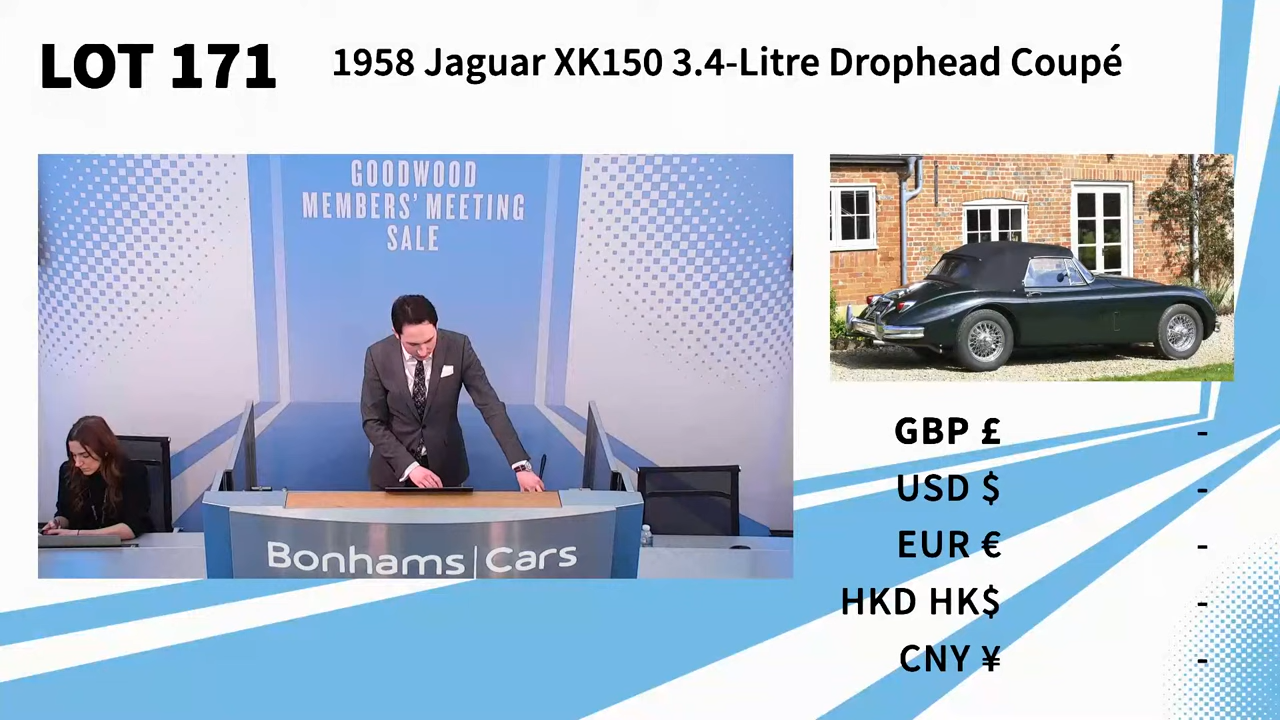 LOT 171
1958 Jaguar XK150 3.4-Litre Drophead Coupé
GOODWOOD
MEMBERS' MEETING
SALE
Bonhams|Cars
GBP £ -
USD $ -
EUR € -
HKD HK$ -
CNY ¥ -